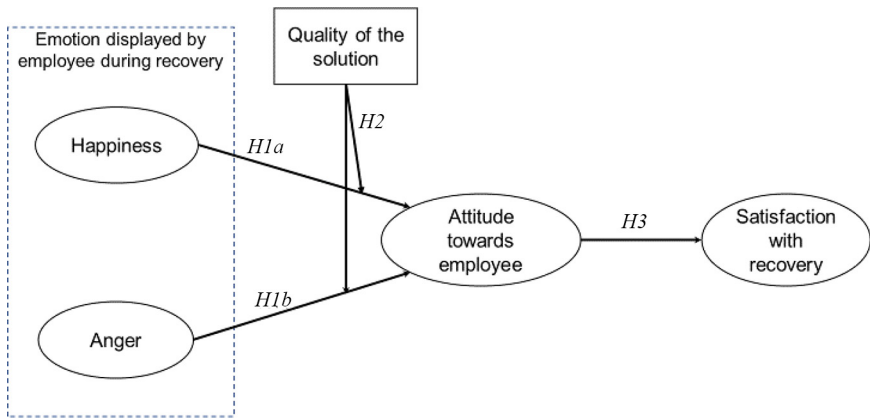 Emotion displayed by
employee during recovery
Quality of the
solution
Happiness
H1a
H2
Attitude
towards
employee
H3
Satisfaction
with
recovery
H1b
Anger